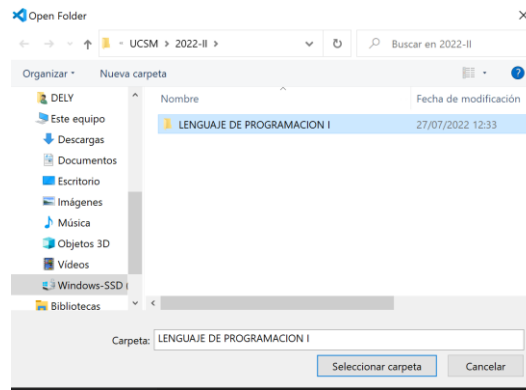 Open Folder
UCSM > 2022-II >
Buscar en 2022-II
Organizar
Nueva carpeta
DELY
Este equipo
Descargas
Documentos
Escritorio
Imágenes
Música
Objetos 3D
Vídeos
Windows-SSD (
Bibliotecas
Nombre
Fecha de modificación
LENGUAJE DE PROGRAMACION I
27/07/2022 12:33
Carpeta: LENGUAJE DE PROGRAMACION I
Seleccionar carpeta
Cancelar